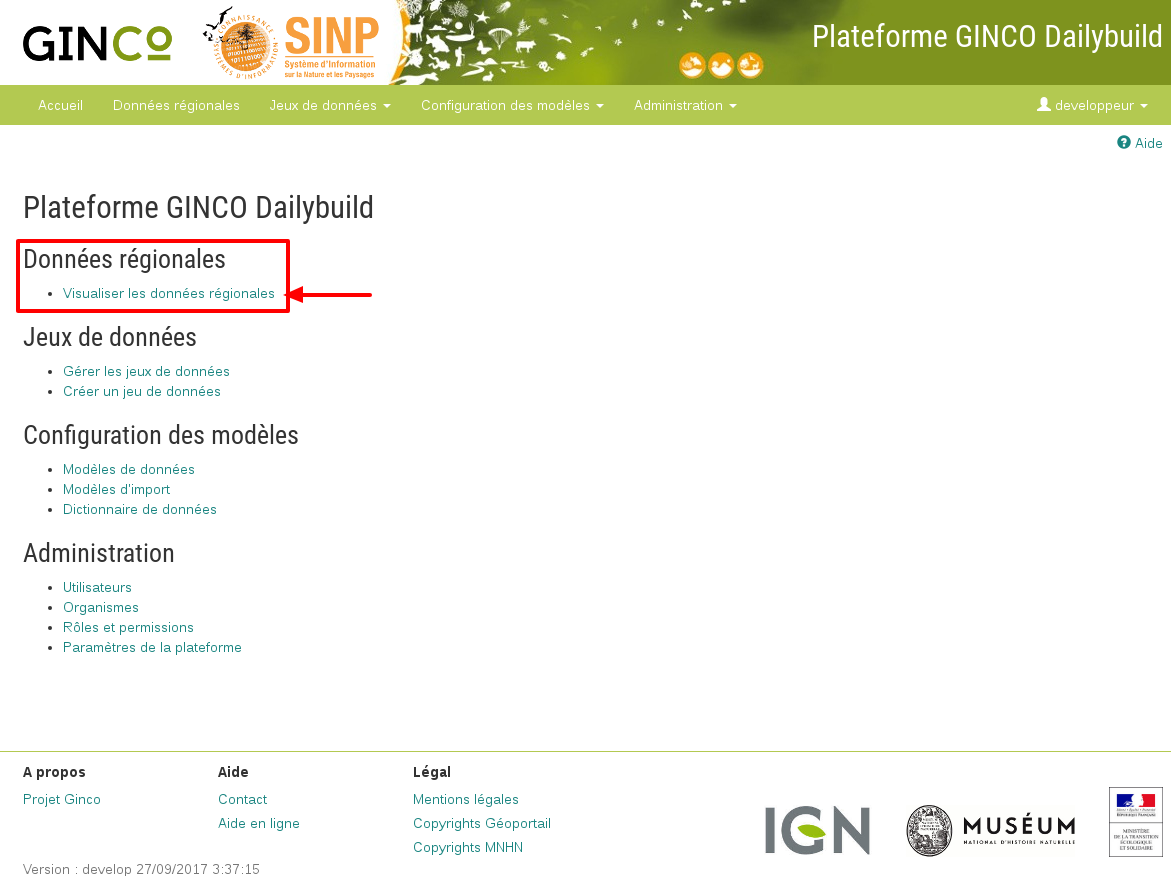 GINCO
CONNAISSANCE
SYSTÈMES D'INFORMATION
SINP
Système d'Information
sur la Nature et les Paysages
Plateforme GINCO Dailybuild
Accueil Données régionales Jeux de données Configuration des modèles Administration developpeur
Aide
Plateforme GINCO Dailybuild
Données régionales
Visualiser les données régionales
Jeux de données
Gérer les jeux de données
Créer un jeu de données
Configuration des modèles
Modèles de données
Modèles d'import
Dictionnaire de données
Administration
Utilisateurs
Organismes
Rôles et permissions
Paramètres de la plateforme
A propos
Projet Ginco
Aide
Contact
Aide en ligne
Légal
Mentions légales
Copyrights Géoportail
Copyrights MNHN
IGN
MUSÉUM
NATIONAL D'HISTOIRE NATURELLE
RÉPUBLIQUE FRANÇAISE
MINISTÈRE
DE LA TRANSITION
ÉCOLOGIQUE
ET SOLIDAIRE
Version : develop 27/09/2017 3:37:15